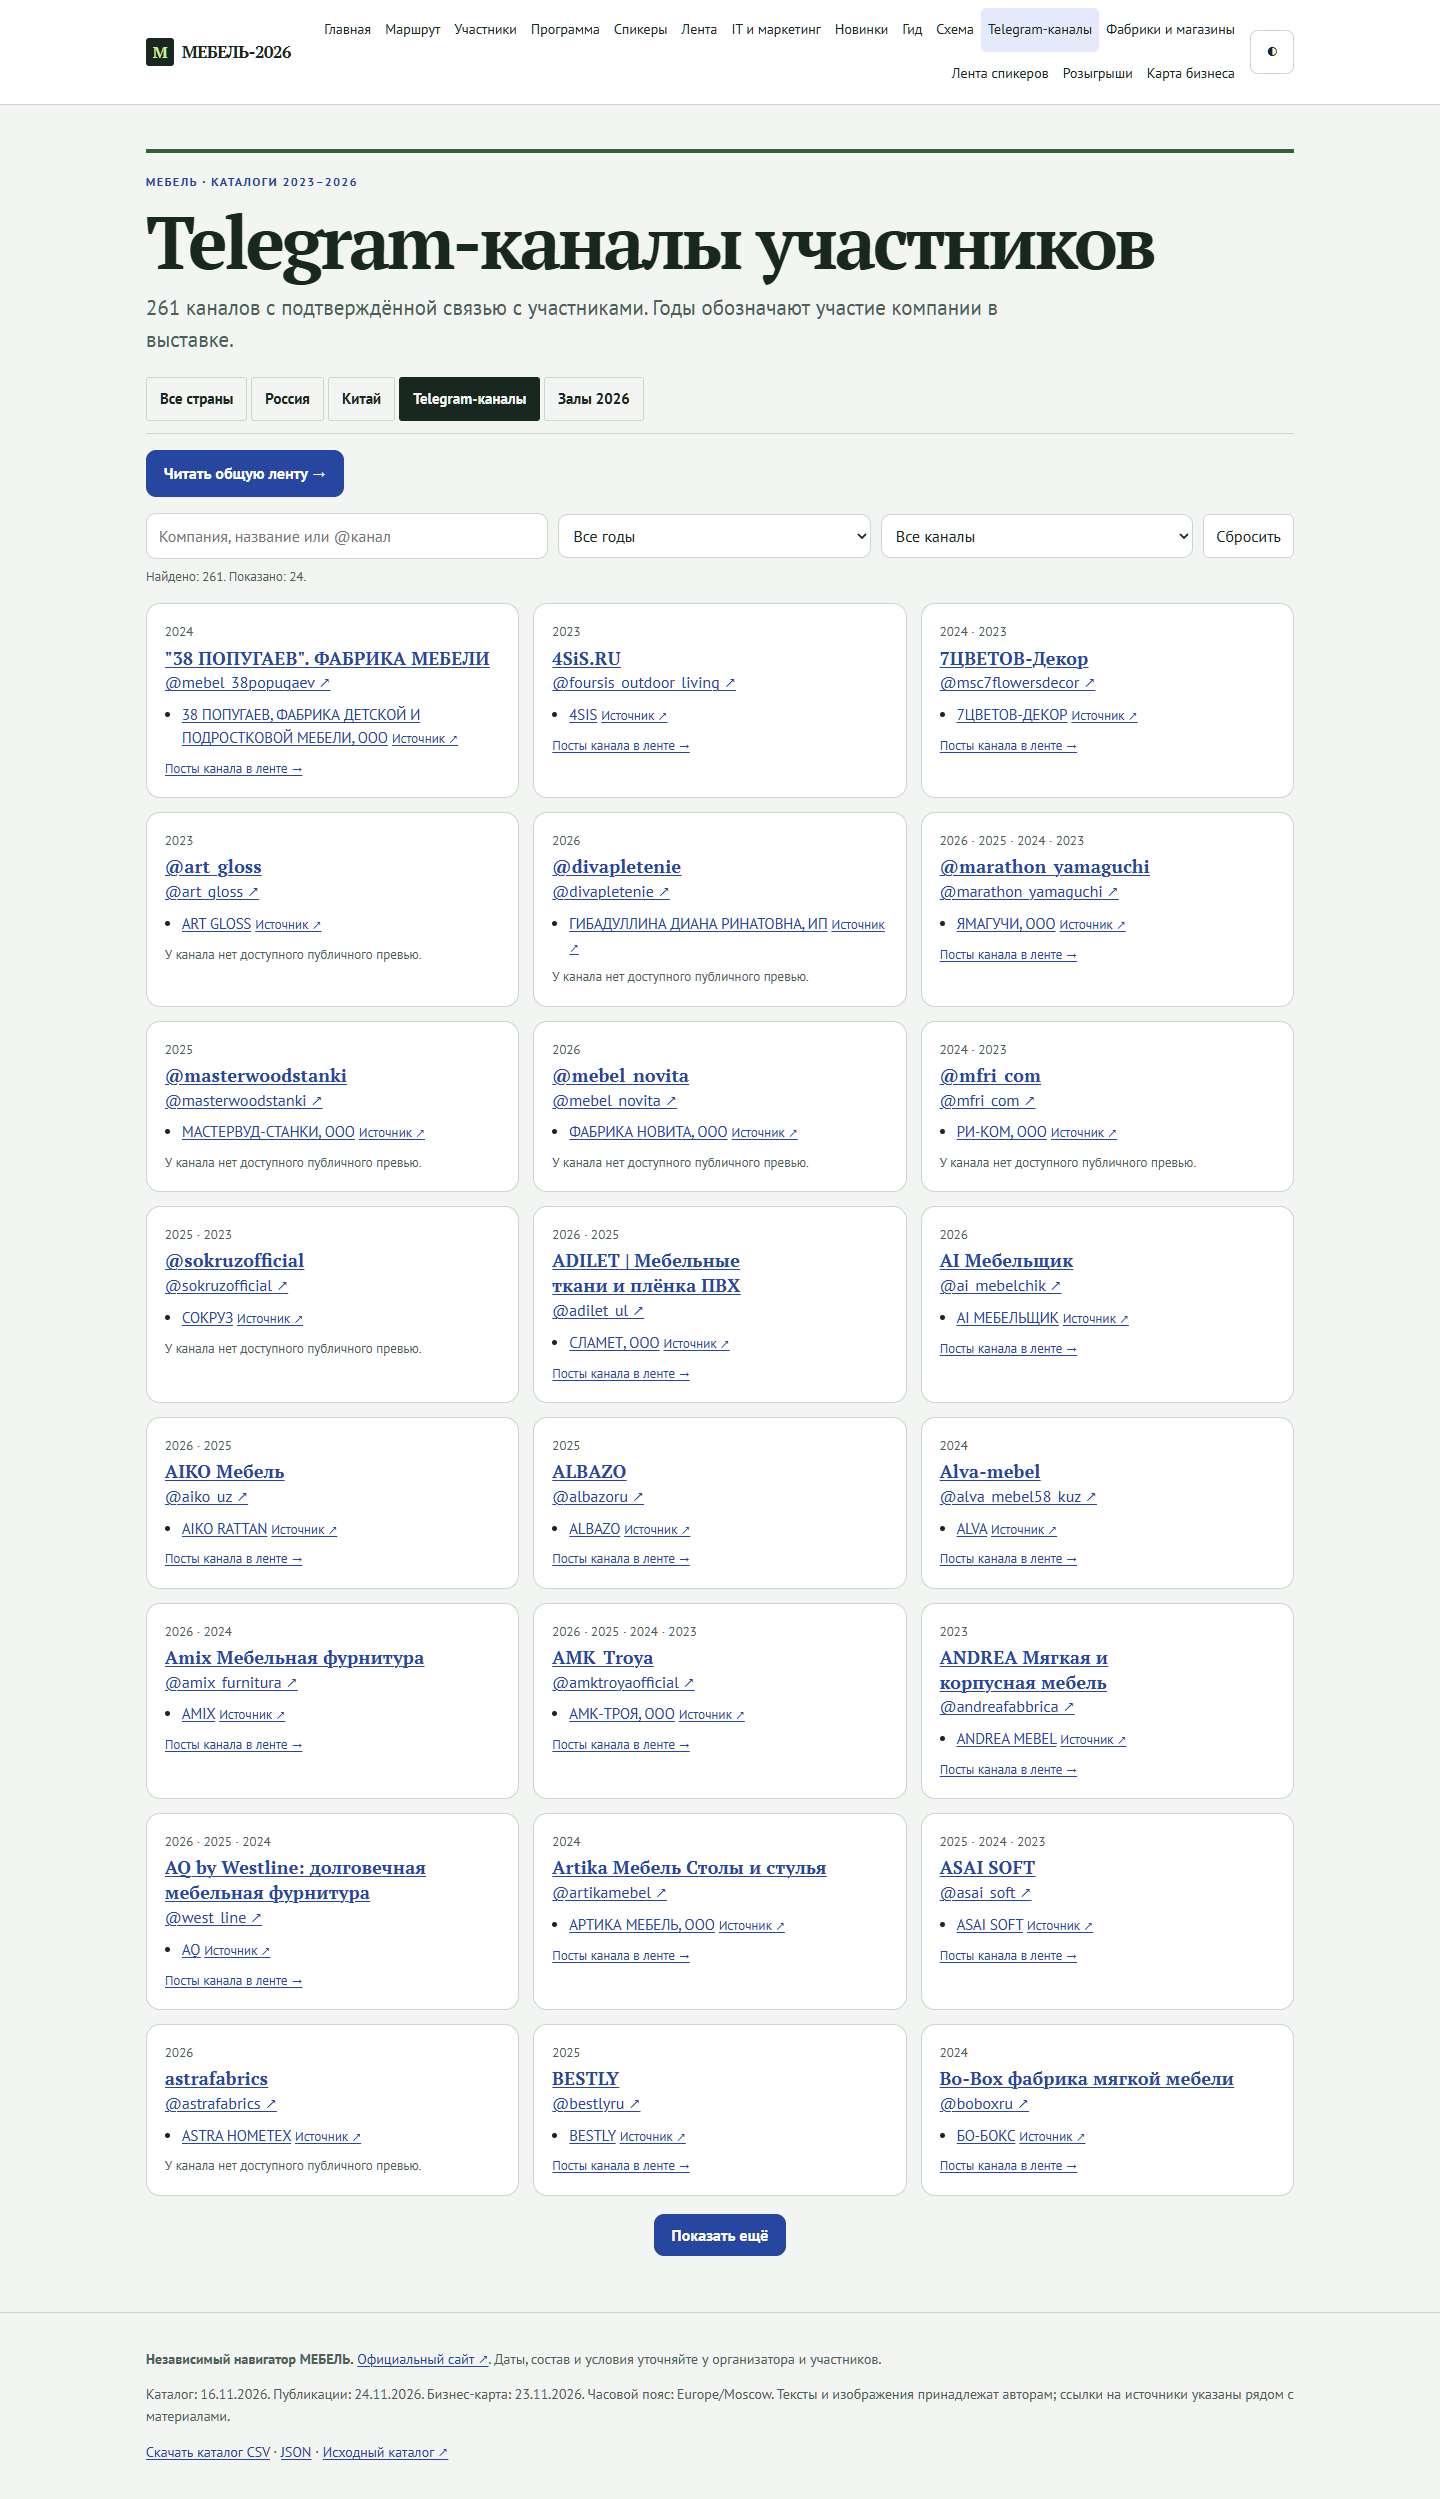 М МЕБЕЛЬ-2026
Главная Маршрут Участники Программа Спикеры Лента IT и маркетинг Новинки Гид Схема Telegram-каналы Фабрики и магазины
Лента спикеров Розыгрыши Карта бизнеса
МЕБЕЛЬ · КАТАЛОГИ 2023–2026
Telegram-каналы участников
261 каналов с подтверждённой связью с участниками. Годы обозначают участие компании в
выставке.
Все страны Россия Китай Telegram-каналы Залы 2026
Читать общую ленту →
Компания, название или @канал Все годы Все каналы Сбросить
Найдено: 261. Показано: 24.
2024
"38 ПОПУГАЕВ". ФАБРИКА МЕБЕЛИ
@mebel_38popugaev ↗
• 38 ПОПУГАЕВ, ФАБРИКА ДЕТСКОЙ И
ПОДРОСТКОВОЙ МЕБЕЛИ, ООО Источник ↗
Посты канала в ленте →
2023
4SiS.RU
@foursis_outdoor_living ↗
• 4SIS Источник ↗
Посты канала в ленте →
2024 · 2023
7ЦВЕТОВ-Декор
@msc7flowersdecor ↗
• 7ЦВЕТОВ-ДЕКОР Источник ↗
Посты канала в ленте →
2023
@art_gloss
@art_gloss ↗
• ART GLOSS Источник ↗
У канала нет доступного публичного превью.
2026
@divapletenie
@divapletenie ↗
• ГИБАДУЛЛИНА ДИАНА РИНАТОВНА, ИП Источник
↗
У канала нет доступного публичного превью.
2026 · 2025 · 2024 · 2023
@marathon_yamaguchi
@marathon_yamaguchi ↗
• ЯМАГУЧИ, ООО Источник ↗
Посты канала в ленте →
2025
@masterwoodstanki
@masterwoodstanki ↗
• МАСТЕРВУД-СТАНКИ, ООО Источник ↗
У канала нет доступного публичного превью.
2026
@mebel_novita
@mebel_novita ↗
• ФАБРИКА НОВИТА, ООО Источник ↗
У канала нет доступного публичного превью.
2024 · 2023
@mfri_com
@mfri_com ↗
• РИ-КОМ, ООО Источник ↗
У канала нет доступного публичного превью.
2025 · 2023
@sokruzofficial
@sokruzofficial ↗
• СОКРУЗ Источник ↗
У канала нет доступного публичного превью.
2026 · 2025
ADILET | Мебельные
ткани и плёнка ПВХ
@adilet_ul ↗
• СЛАМЕТ, ООО Источник ↗
Посты канала в ленте →
2026
AI Мебельщик
@ai_mebelchik ↗
• AI МЕБЕЛЬЩИК Источник ↗
Посты канала в ленте →
2026 · 2025
AIKO Мебель
@aiko_uz ↗
• AIKO RATTAN Источник ↗
Посты канала в ленте →
2025
ALBAZO
@albazoru ↗
• ALBAZO Источник ↗
Посты канала в ленте →
2024
Alva-mebel
@alva_mebel58_kuz ↗
• ALVA Источник ↗
Посты канала в ленте →
2026 · 2024
Amix Мебельная фурнитура
@amix_furnitura ↗
• AMIX Источник ↗
Посты канала в ленте →
2026 · 2025 · 2024 · 2023
AMK_Troya
@amktroyaofficial ↗
• АМК-ТРОЯ, ООО Источник ↗
Посты канала в ленте →
2023
ANDREA Мягкая и
корпусная мебель
@andreafabbrica ↗
• ANDREA MEBEL Источник ↗
Посты канала в ленте →
2026 · 2025 · 2024
AQ by Westline: долговечная
мебельная фурнитура
@west_line ↗
• AQ Источник ↗
Посты канала в ленте →
2024
Artika Мебель Столы и стулья
@artikamebel ↗
• АРТИКА МЕБЕЛЬ, ООО Источник ↗
Посты канала в ленте →
2025 · 2024 · 2023
ASAI SOFT
@asai_soft ↗
• ASAI SOFT Источник ↗
Посты канала в ленте →
2026
astrafabrics
@astrafabrics ↗
• ASTRA HOMETEX Источник ↗
У канала нет доступного публичного превью.
2025
BESTLY
@bestlyru ↗
• BESTLY Источник ↗
Посты канала в ленте →
2024
Bo-Box фабрика мягкой мебели
@boboxru ↗
• БО-БОКС Источник ↗
Посты канала в ленте →
Показать ещё
Независимый навигатор МЕБЕЛЬ. Официальный сайт ↗. Даты, состав и условия уточняйте у организатора и участников.
Каталог: 16.11.2026. Публикации: 24.11.2026. Бизнес-карта: 23.11.2026. Часовой пояс: Europe/Moscow. Тексты и изображения принадлежат авторам; ссылки на источники указаны рядом с
материалами.
Скачать каталог CSV · JSON · Исходный каталог ↗